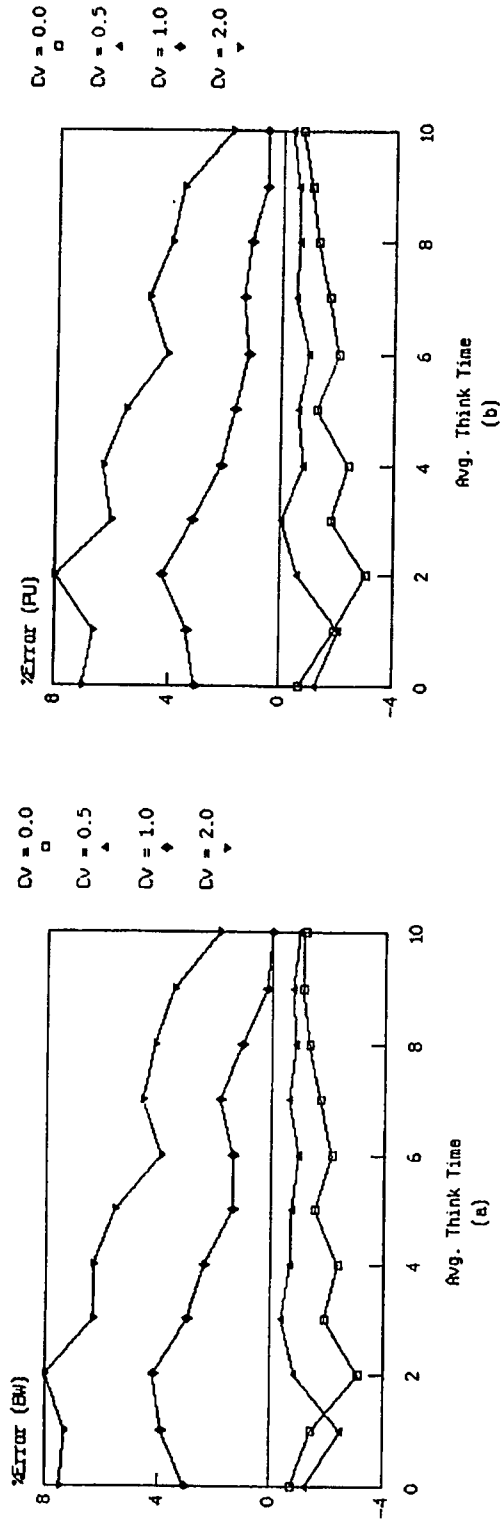 %Error (BW)
8
4
0
-4
0
2
4
6
8
10
Avg. Think Time
(a)
Cv = 0.0
Cv = 0.5
Cv = 1.0
Cv = 2.0
%Error (PU)
8
4
0
-4
0
2
4
6
8
10
Avg. Think Time
(b)
Cv = 0.0
Cv = 0.5
Cv = 1.0
Cv = 2.0